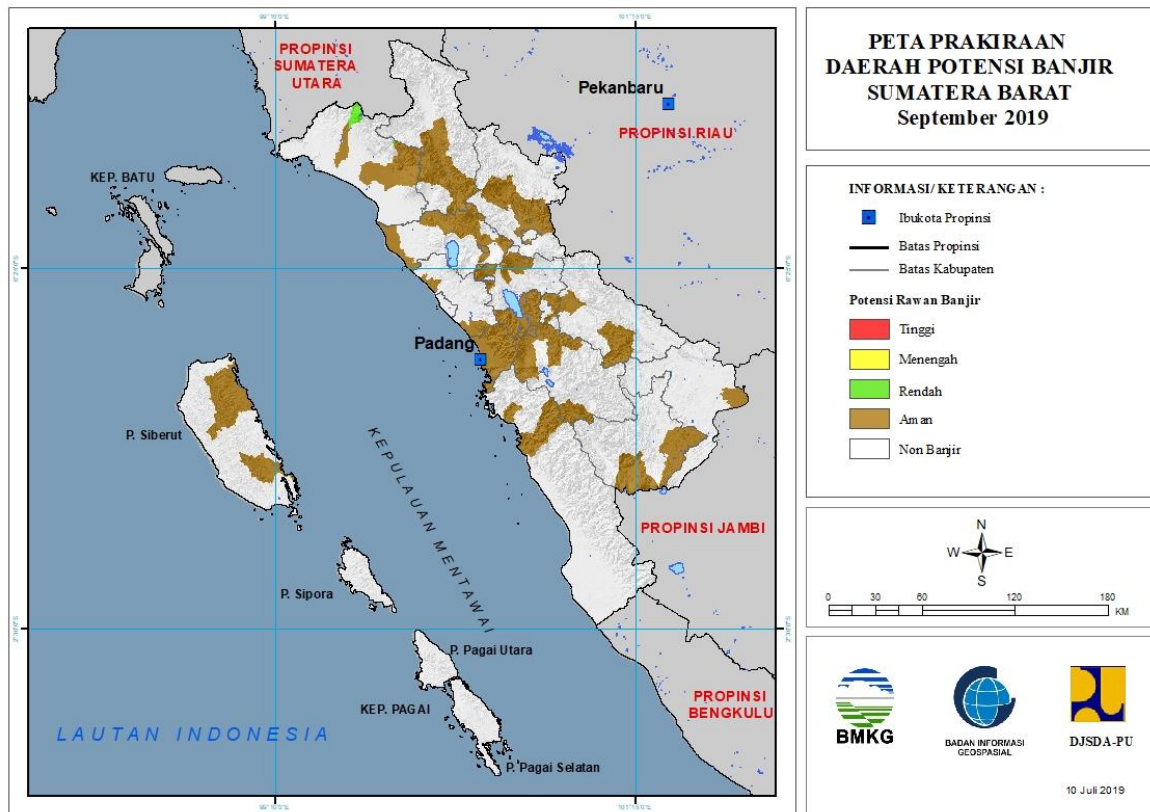 PETA PRAKIRAAN
DAERAH POTENSI BANJIR
SUMATERA BARAT
September 2019
INFORMASI/ KETERANGAN :
Ibukota Propinsi
Batas Propinsi
Batas Kabupaten
Potensi Rawan Banjir
Tinggi
Menengah
Rendah
Aman
Non Banjir
N
W E
S
0 30 60 120 180
KM
BMKG
BADAN INFORMASI
GEOSPASIAL
DJSDA-PU
10 Juli 2019
PROPINSI
SUMATERA
UTARA
Pekanbaru
PROPINSI RIAU
KEP. BATU
Padang
P. Siberut
KEPULAUAN MENTAWAI
PROPINSI JAMBI
P. Sipora
P. Pagai Utara
KEP. PAGAI
PROPINSI
BENGKULU
LAUTAN INDONESIA
P. Pagai Selatan